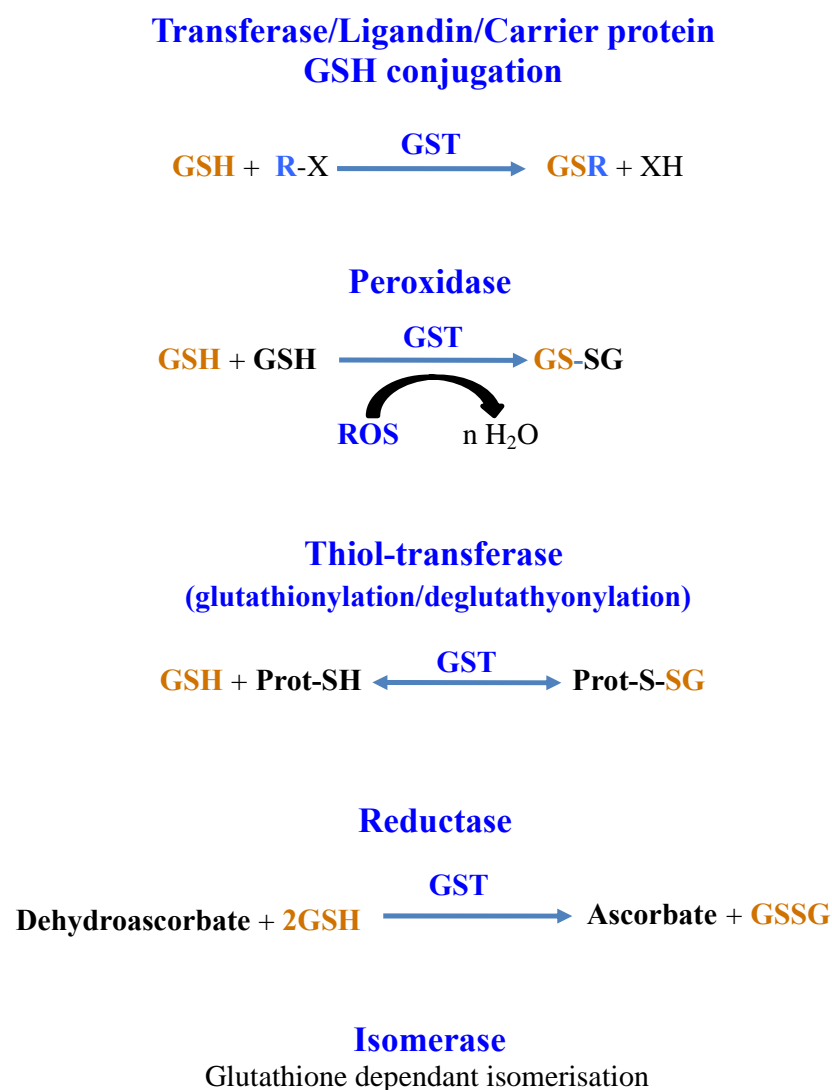 Transferase/Ligandin/Carrier protein
GSH conjugation
GST
GSH + R-X GSR + XH
Peroxidase
GST
GSH + GSH GS-SG
ROS n H₂O
Thiol-transferase
(glutathionylation/deglutathyonylation)
GST
GSH + Prot-SH Prot-S-SG
Reductase
GST
Dehydroascorbate + 2GSH Ascorbate + GSSG
Isomerase
Glutathione dependant isomerisation